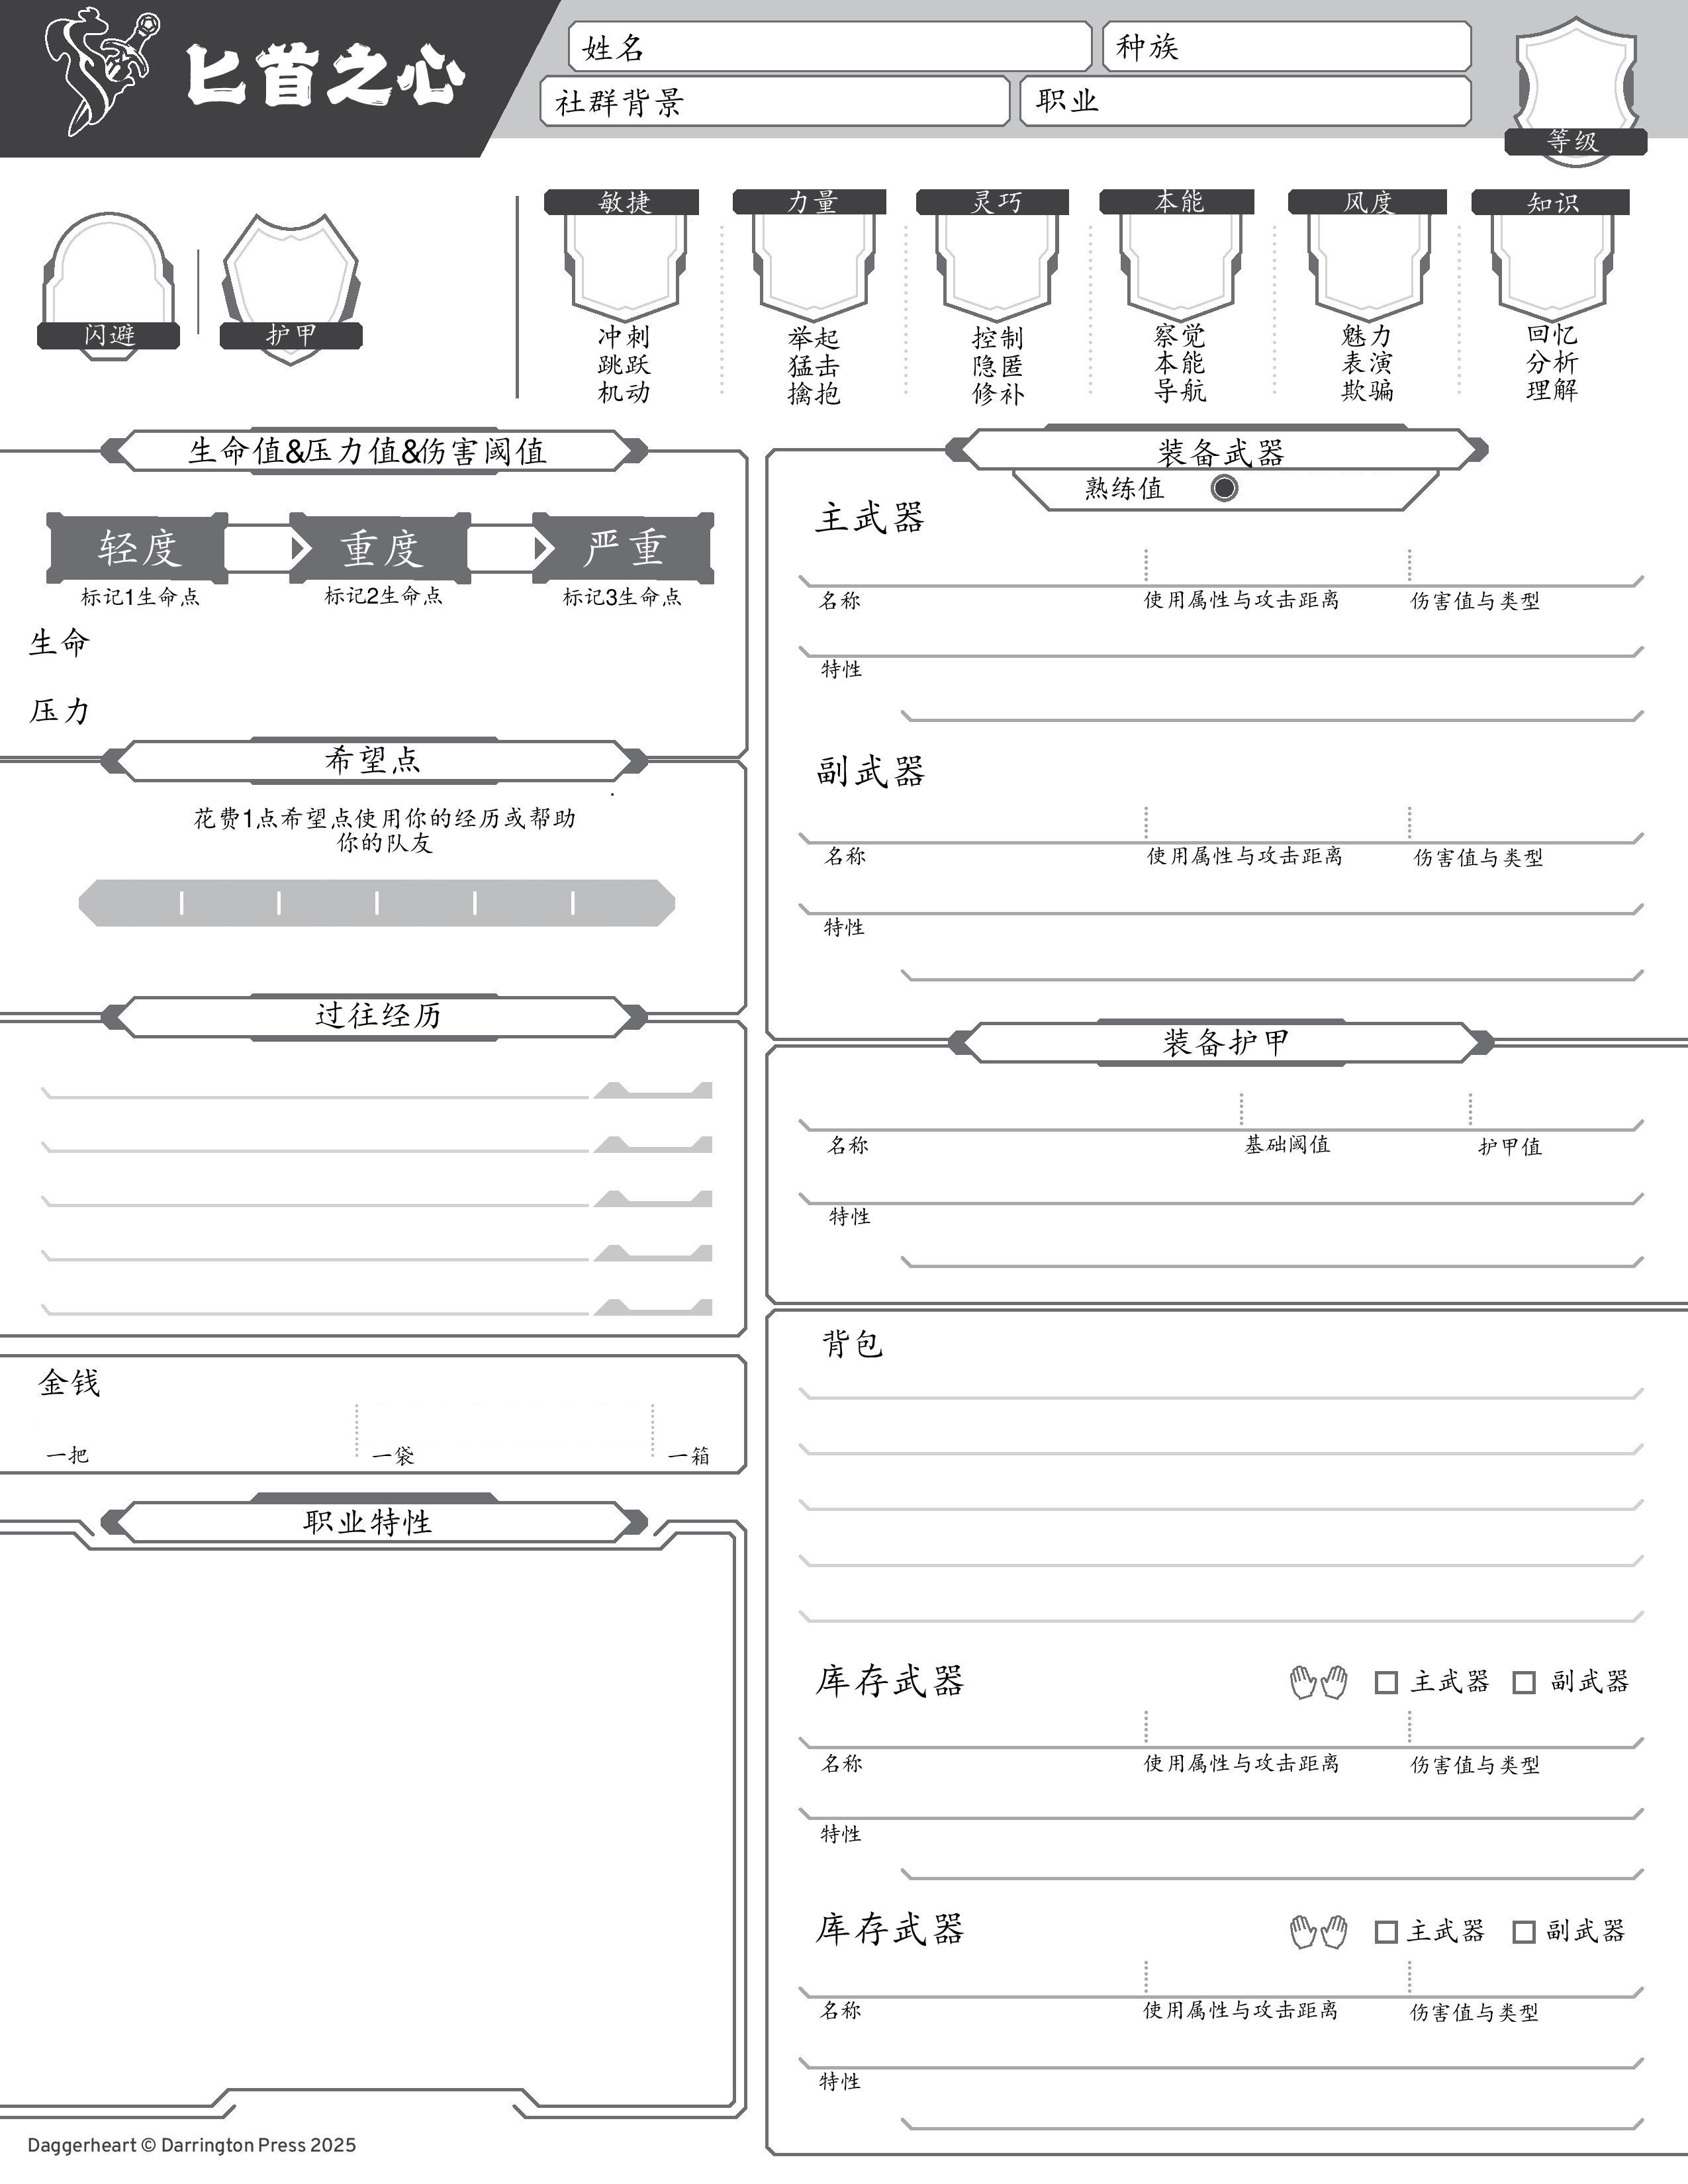 匕首之心
姓名
种族
社群背景
职业
等级
闪避
护甲
敏捷
冲刺
跳跃
机动
力量
举起
猛击
擒抱
灵巧
控制
隐匿
修补
本能
察觉
本能
导航
风度
魅力
表演
欺骗
知识
回忆
分析
理解
生命值&压力值&伤害阈值
轻度
重度
严重
标记1生命点
标记2生命点
标记3生命点
生命
压力
希望点
花费1点希望点使用你的经历或帮助
你的队友
过往经历
金钱
一把
一袋
一箱
职业特性
装备武器
熟练值
主武器
名称
使用属性与攻击距离
伤害值与类型
特性
副武器
名称
使用属性与攻击距离
伤害值与类型
特性
装备护甲
名称
基础阈值
护甲值
特性
背包
库存武器
主武器
副武器
名称
使用属性与攻击距离
伤害值与类型
特性
库存武器
主武器
副武器
名称
使用属性与攻击距离
伤害值与类型
特性
Daggerheart © Darrington Press 2025